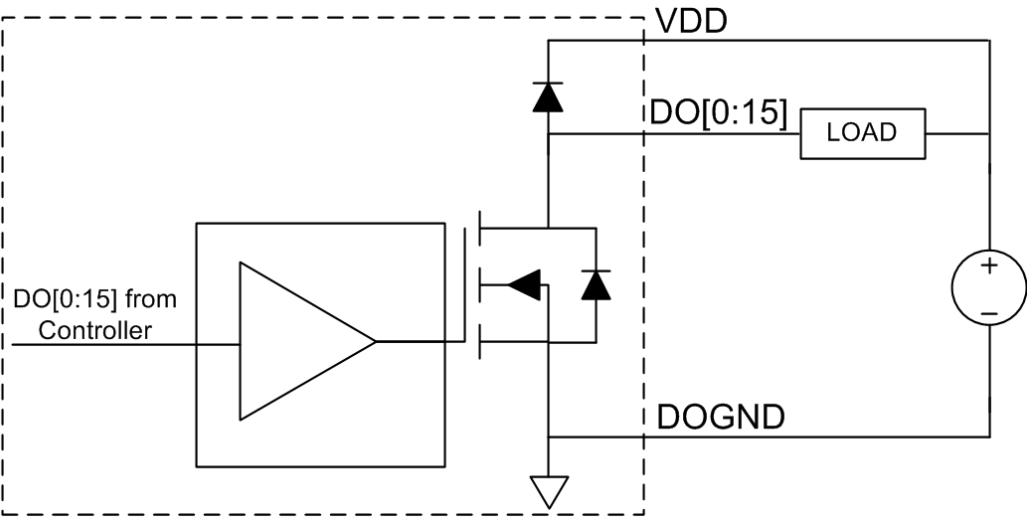 VDD
DO[0:15]
LOAD
+
DO[0:15] from
Controller
−
DOGND